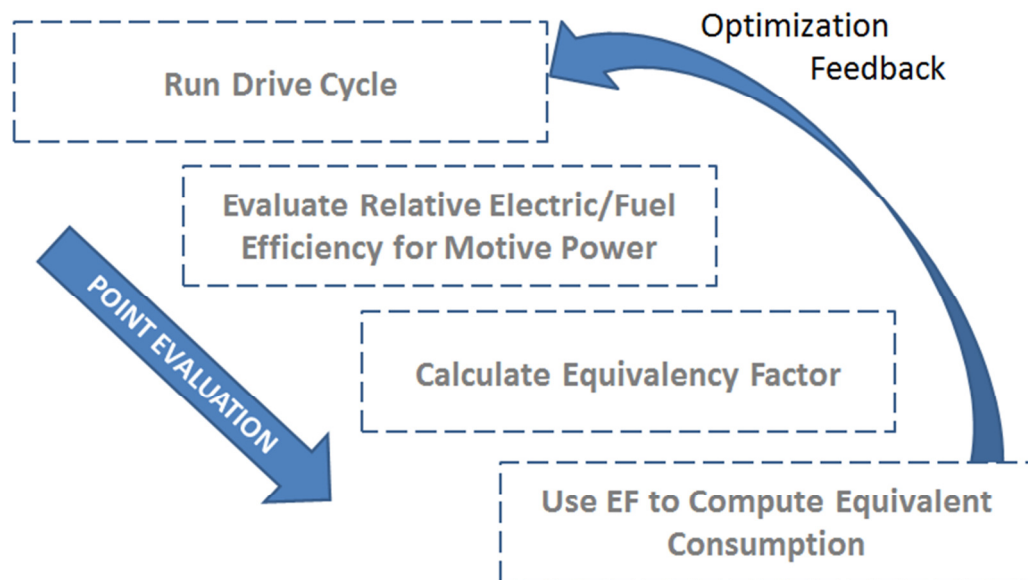 Optimization
Feedback
Run Drive Cycle
Evaluate Relative Electric/Fuel
Efficiency for Motive Power
POINT EVALUATION
Calculate Equivalency Factor
Use EF to Compute Equivalent
Consumption